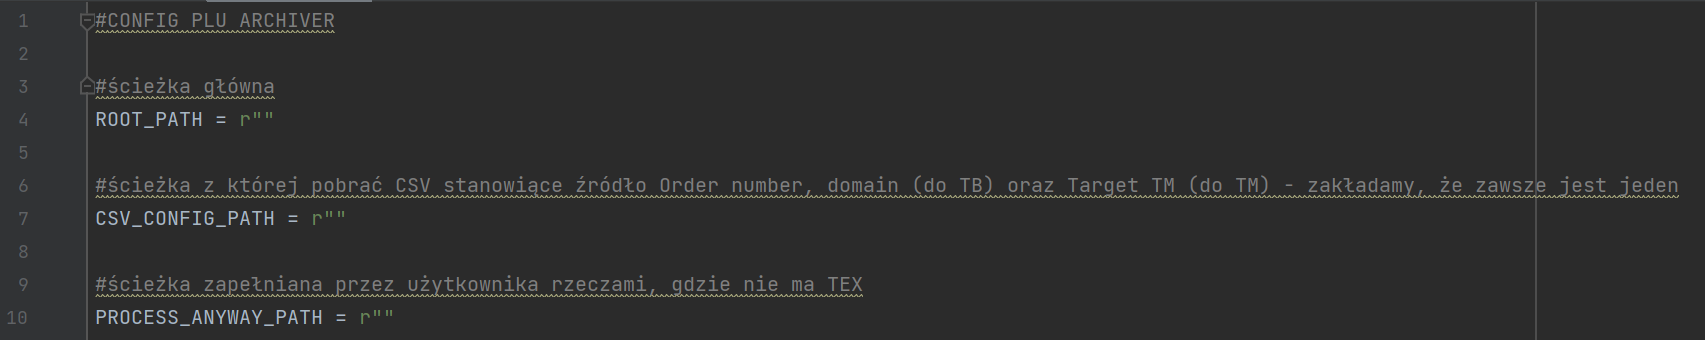 1 #CONFIG PLU ARCHIVER
2
3 #ścieżka główna
4 ROOT_PATH = r""
5
6 #ścieżka z której pobrać CSV stanowiące źródło Order number, domain (do TB) oraz Target TM (do TM) - zakładamy, że zawsze jest jeden
7 CSV_CONFIG_PATH = r""
8
9 #ścieżka zapełniana przez użytkownika rzeczami, gdzie nie ma TEX
10 PROCESS_ANYWAY_PATH = r""